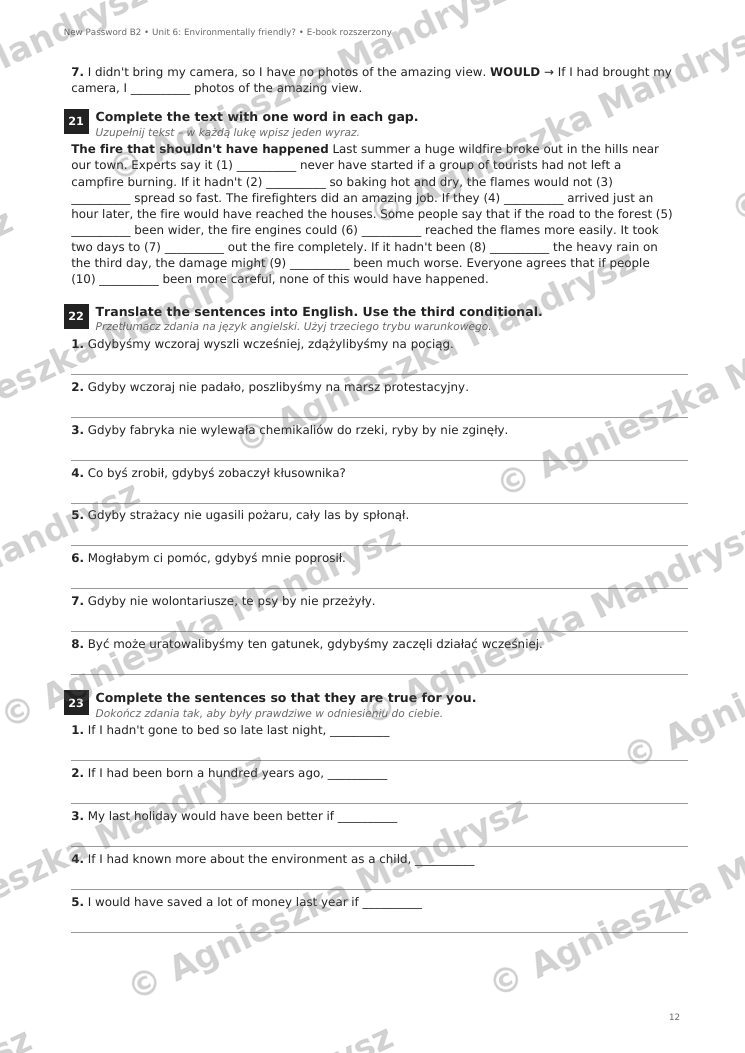 New Password B2 • Unit 6: Environmentally friendly? • E-book rozszerzony
7. I didn't bring my camera, so I have no photos of the amazing view. WOULD → If I had brought my
camera, I __________ photos of the amazing view.
21 Complete the text with one word in each gap.
Uzupełnij tekst – w każdą lukę wpisz jeden wyraz.
The fire that shouldn't have happened Last summer a huge wildfire broke out in the hills near
our town. Experts say it (1) __________ never have started if a group of tourists had not left a
campfire burning. If it hadn't (2) __________ so baking hot and dry, the flames would not (3)
__________ spread so fast. The firefighters did an amazing job. If they (4) __________ arrived just an
hour later, the fire would have reached the houses. Some people say that if the road to the forest (5)
__________ been wider, the fire engines could (6) __________ reached the flames more easily. It took
two days to (7) __________ out the fire completely. If it hadn't been (8) __________ the heavy rain on
the third day, the damage might (9) __________ been much worse. Everyone agrees that if people
(10) __________ been more careful, none of this would have happened.
22 Translate the sentences into English. Use the third conditional.
Przetłumacz zdania na język angielski. Użyj trzeciego trybu warunkowego.
1. Gdybyśmy wczoraj wyszli wcześniej, zdążylibyśmy na pociąg.
2. Gdyby wczoraj nie padało, poszlibyśmy na marsz protestacyjny.
3. Gdyby fabryka nie wylewała chemikaliów do rzeki, ryby by nie zginęły.
4. Co byś zrobił, gdybyś zobaczył kłusownika?
5. Gdyby strażacy nie ugasili pożaru, cały las by spłonął.
6. Mogłabym ci pomóc, gdybyś mnie poprosił.
7. Gdyby nie wolontariusze, te psy by nie przeżyły.
8. Być może uratowalibyśmy ten gatunek, gdybyśmy zaczęli działać wcześniej.
23 Complete the sentences so that they are true for you.
Dokończ zdania tak, aby były prawdziwe w odniesieniu do ciebie.
1. If I hadn't gone to bed so late last night, __________
2. If I had been born a hundred years ago, __________
3. My last holiday would have been better if __________
4. If I had known more about the environment as a child, __________
5. I would have saved a lot of money last year if __________
12
© Agnieszka Mandrysz